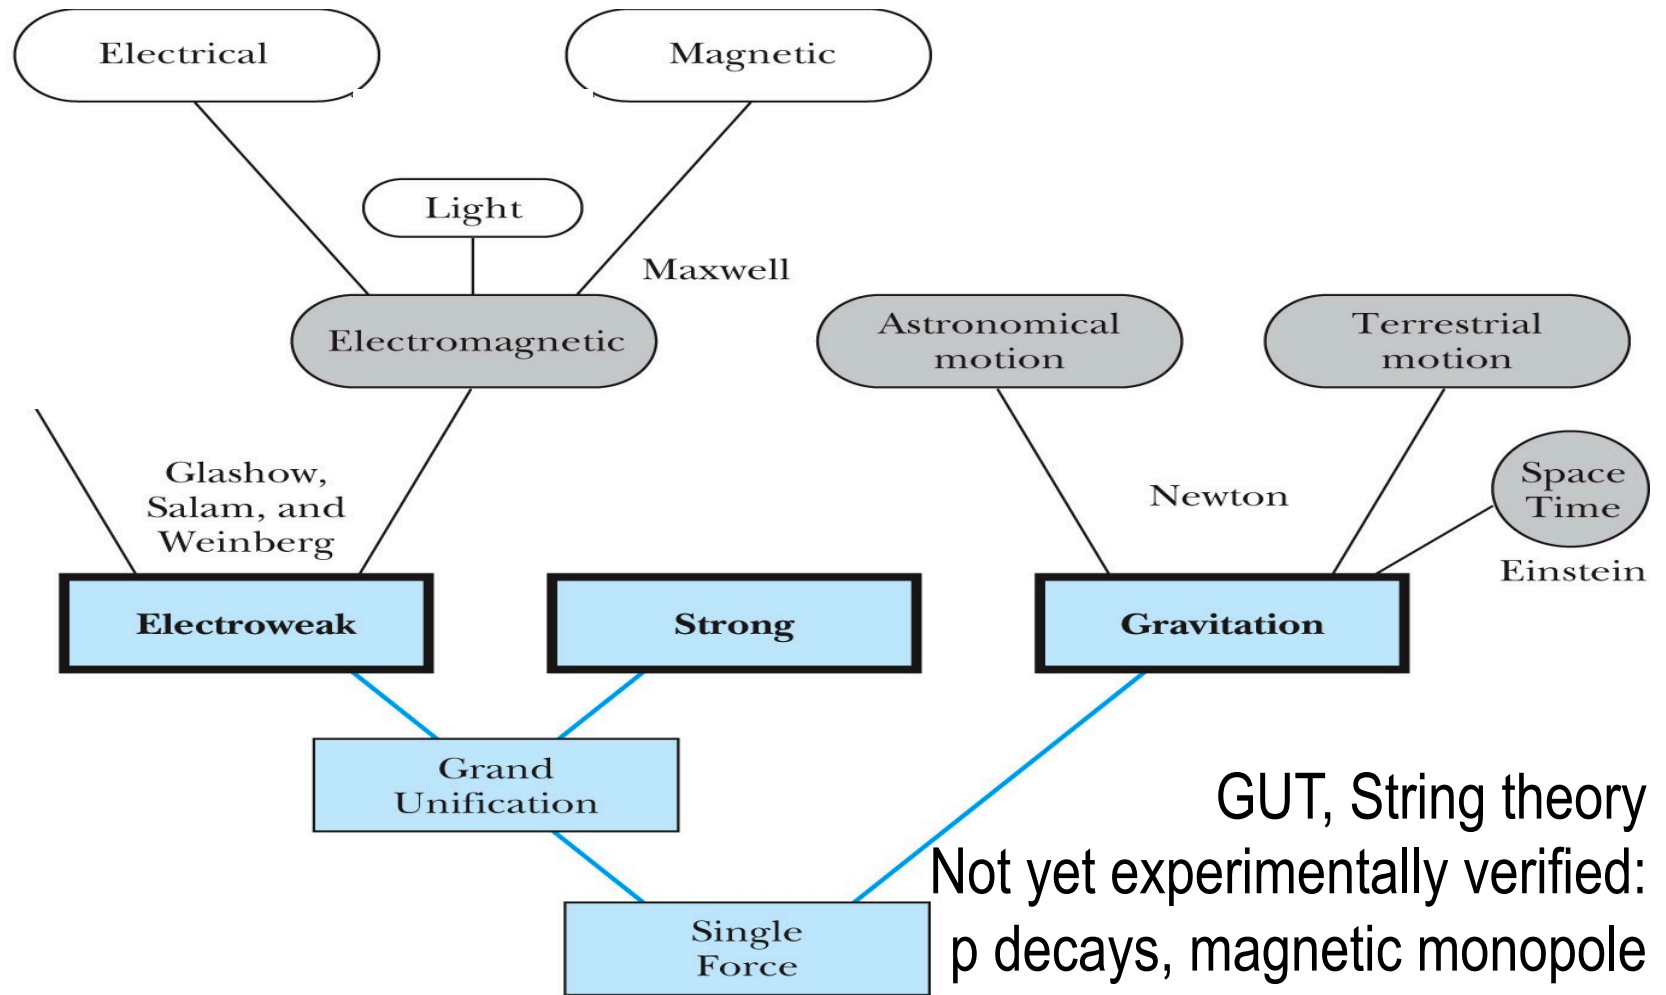 Electrical
Magnetic
Light
Maxwell
Electromagnetic
Astronomical
motion
Terrestrial
motion
Glashow,
Salam, and
Weinberg
Newton
Space
Time
Einstein
Electroweak
Strong
Gravitation
Grand
Unification
GUT, String theory
Not yet experimentally verified:
p decays, magnetic monopole
Single
Force